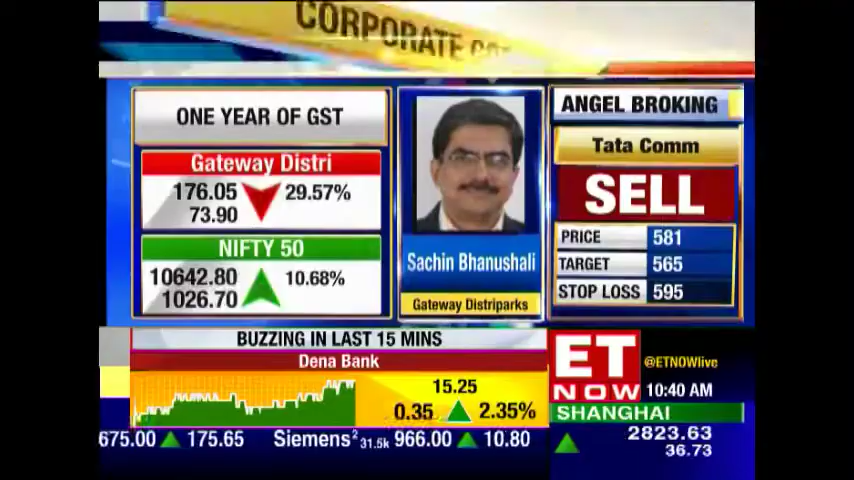 CORPORATE
ONE YEAR OF GST
Gateway Distri
176.05 29.57%
73.90
NIFTY 50
10642.80 10.68%
1026.70
Sachin Bhanushali
Gateway Distriparks
ANGEL BROKING
Tata Comm
SELL
PRICE 581
TARGET 565
STOP LOSS 595
BUZZING IN LAST 15 MINS
Dena Bank
15.25
0.35 2.35%
ET
NOW
@ETNOWlive
10:40 AM
SHANGHAI
2823.63
36.73
675.00 175.65 Siemens² 31.5k 966.00 10.80